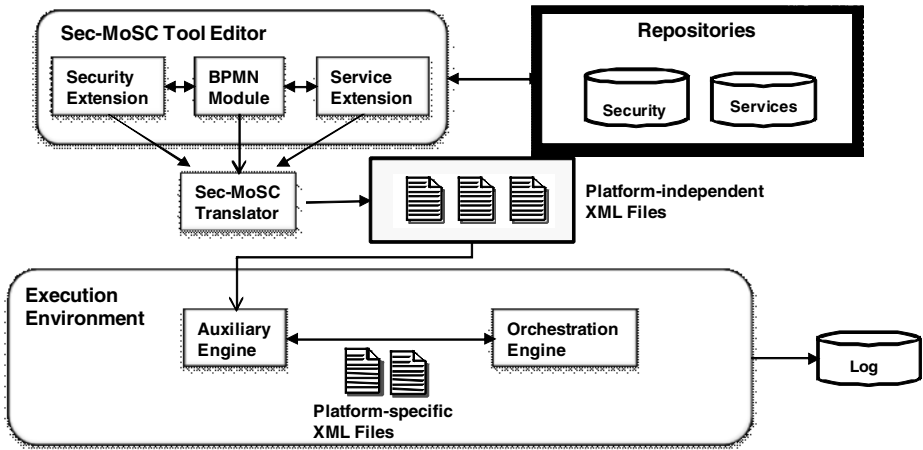 Sec-MoSC Tool Editor
Security
Extension
BPMN
Module
Service
Extension
Repositories
Security
Services
Sec-MoSC
Translator
Platform-independent
XML Files
Execution
Environment
Auxiliary
Engine
Orchestration
Engine
Platform-specific
XML Files
Log